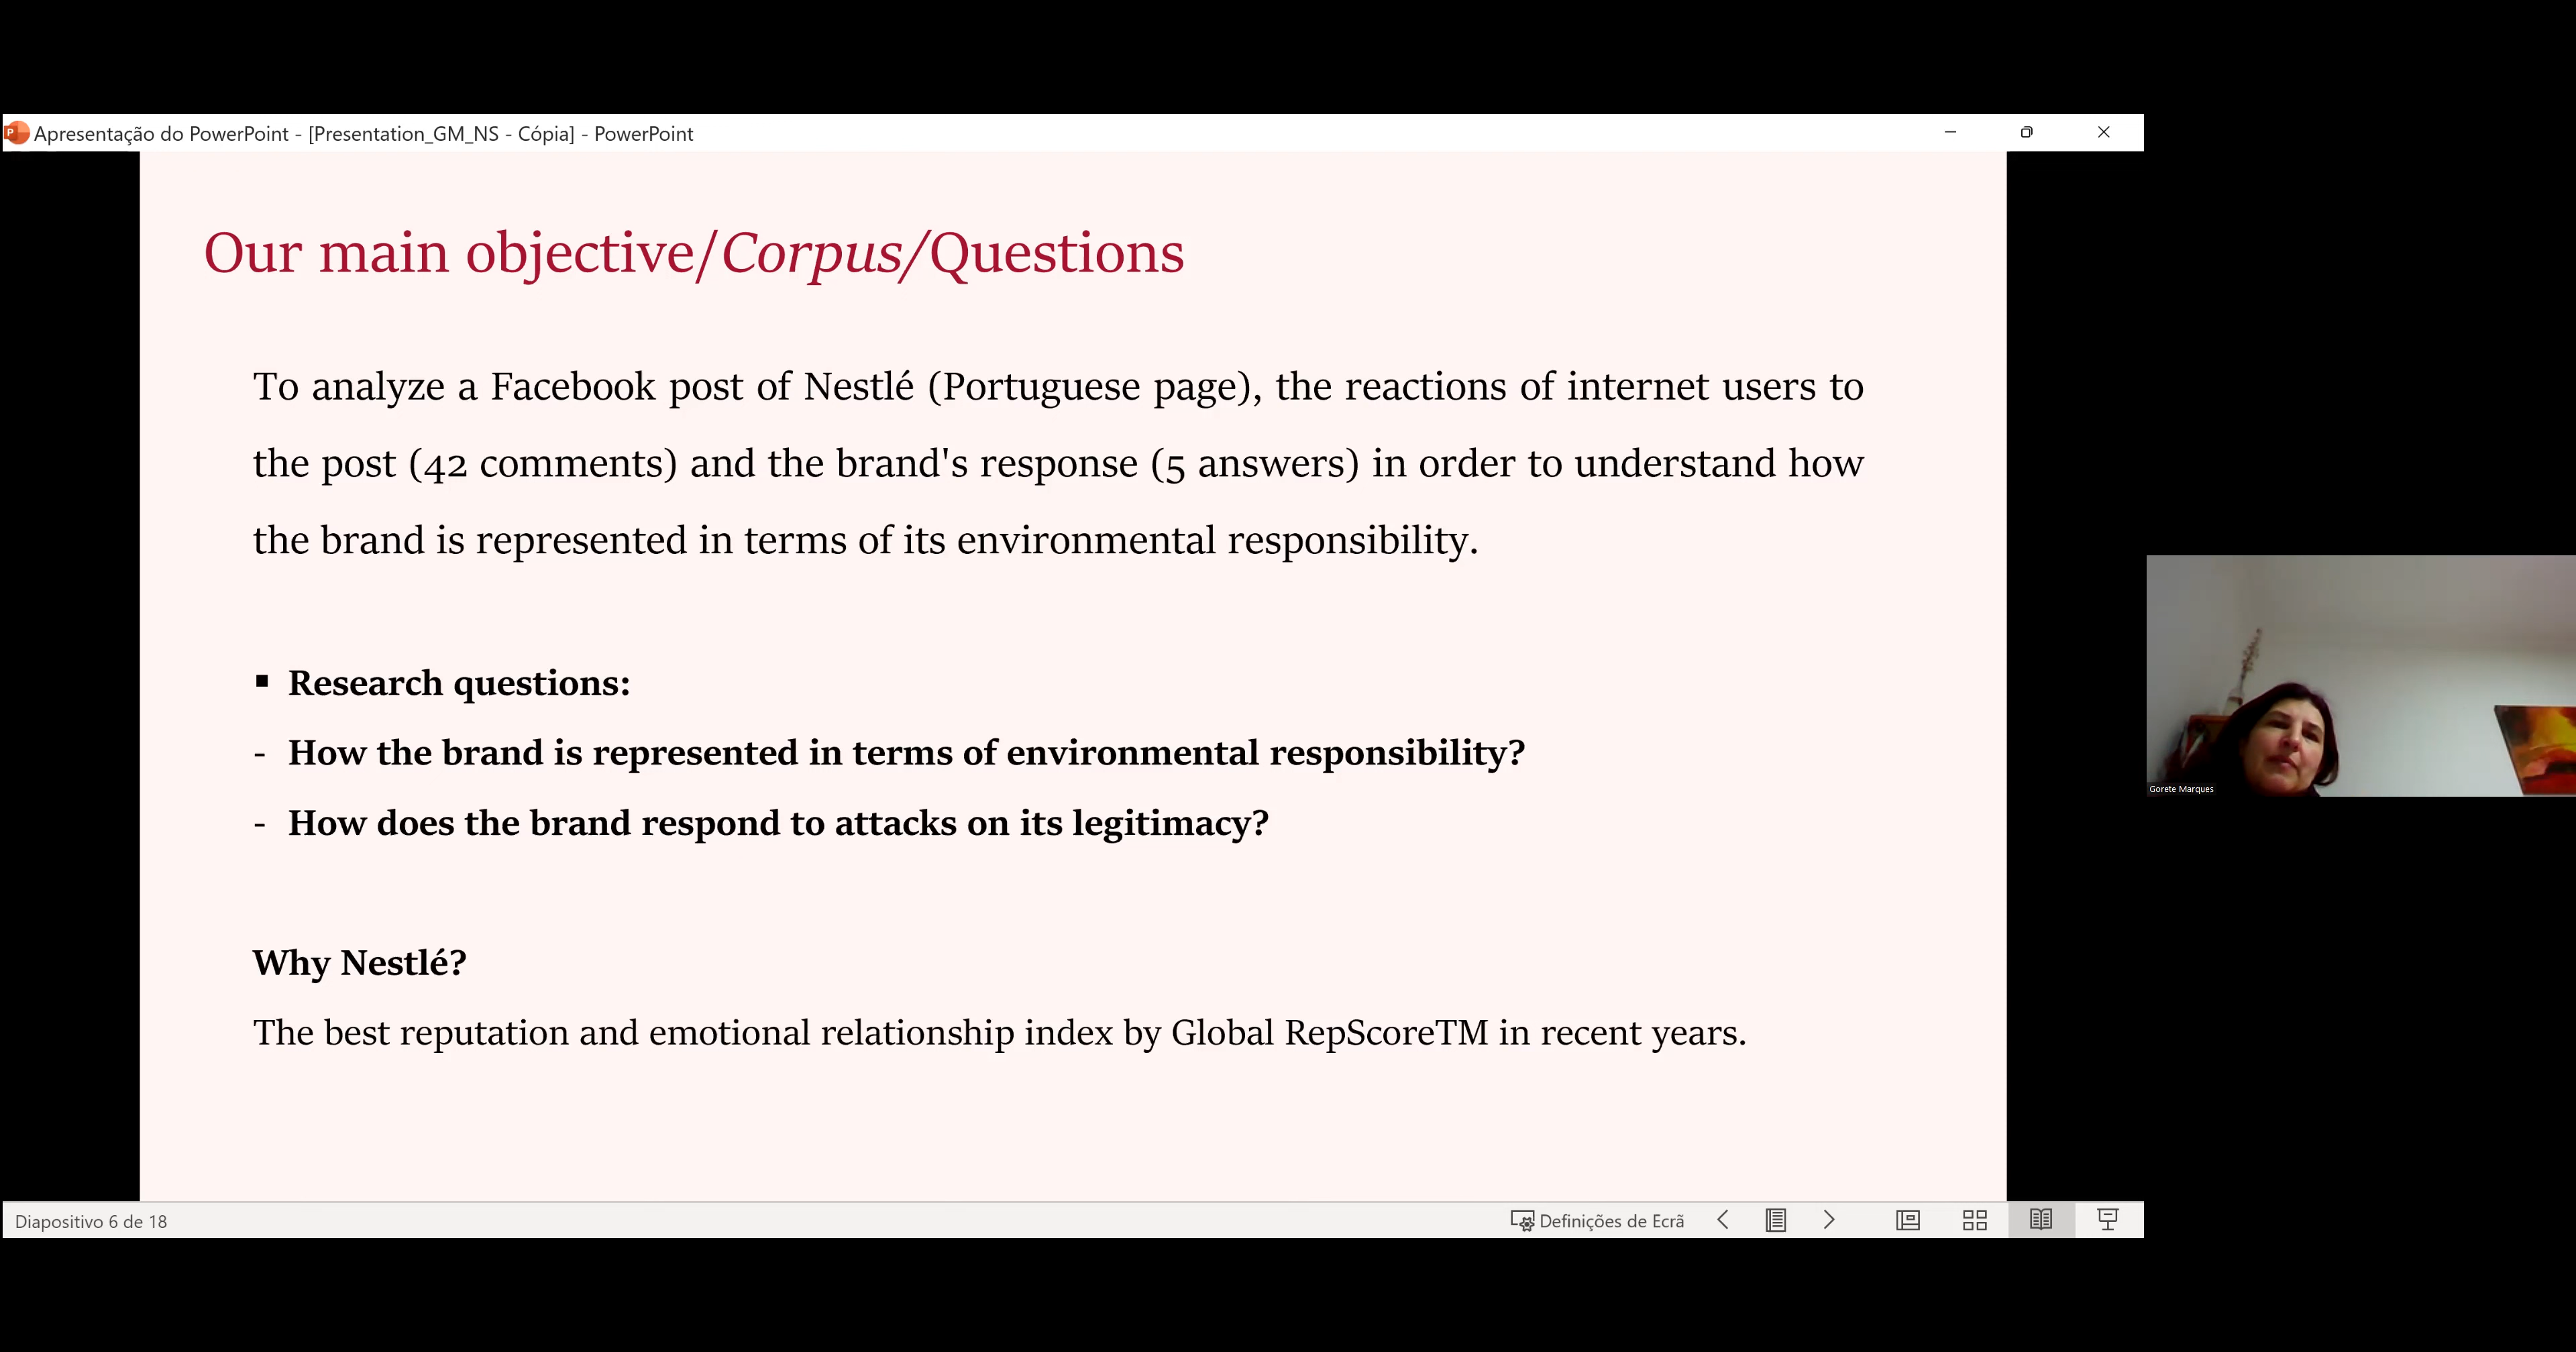 Apresentação do PowerPoint - [Presentation_GM_NS - Cópia] - PowerPoint
Our main objective/Corpus/Questions
To analyze a Facebook post of Nestlé (Portuguese page), the reactions of internet users to
the post (42 comments) and the brand's response (5 answers) in order to understand how
the brand is represented in terms of its environmental responsibility.
▪ Research questions:
- How the brand is represented in terms of environmental responsibility?
- How does the brand respond to attacks on its legitimacy?
Why Nestlé?
The best reputation and emotional relationship index by Global RepScoreTM in recent years.
Gorete Marques
Diapositivo 6 de 18
Definições de Ecrã